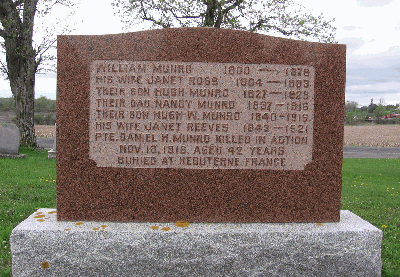 WILLIAM MUNRO 1800 — 1878
HIS WIFE JANET ROSS 1804 — 1883
THEIR SON HUGH MUNRO 1827 — 1925
THEIR DAU. NANCY MUNRO 1837 - 1918
THEIR SON HUGH W. MUNRO 1840 - 1919
HIS WIFE JANET REEVES 1843 - 1921
PTE. DANIEL H. MUNRO KILLED IN ACTION
NOV. 13, 1916. AGED 42 YEARS
BURIED AT HEBUTERNE FRANCE